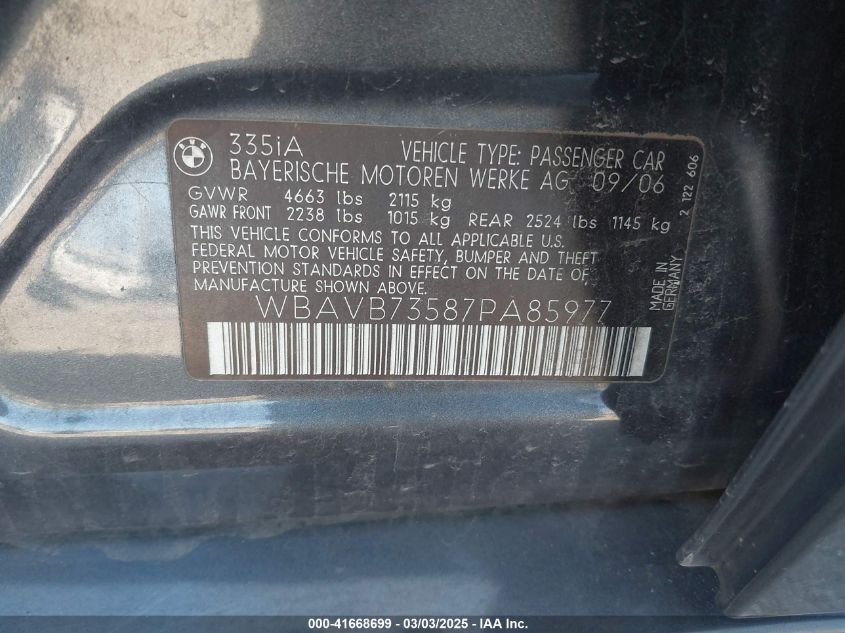 335iA VEHICLE TYPE: PASSENGER CAR
BAYERISCHE MOTOREN WERKE AG 09/06
GVWR 4663 lbs 2115 kg
GAWR FRONT 2238 lbs 1015 kg REAR 2524 lbs 1145 kg
THIS VEHICLE CONFORMS TO ALL APPLICABLE U.S.
FEDERAL MOTOR VEHICLE SAFETY, BUMPER AND THEFT
PREVENTION STANDARDS IN EFFECT ON THE DATE OF
MANUFACTURE SHOWN ABOVE.
WBAVB73587PA85977
2 122 606
MADE IN
GERMANY
000-41668699 - 03/03/2025 - IAA Inc.